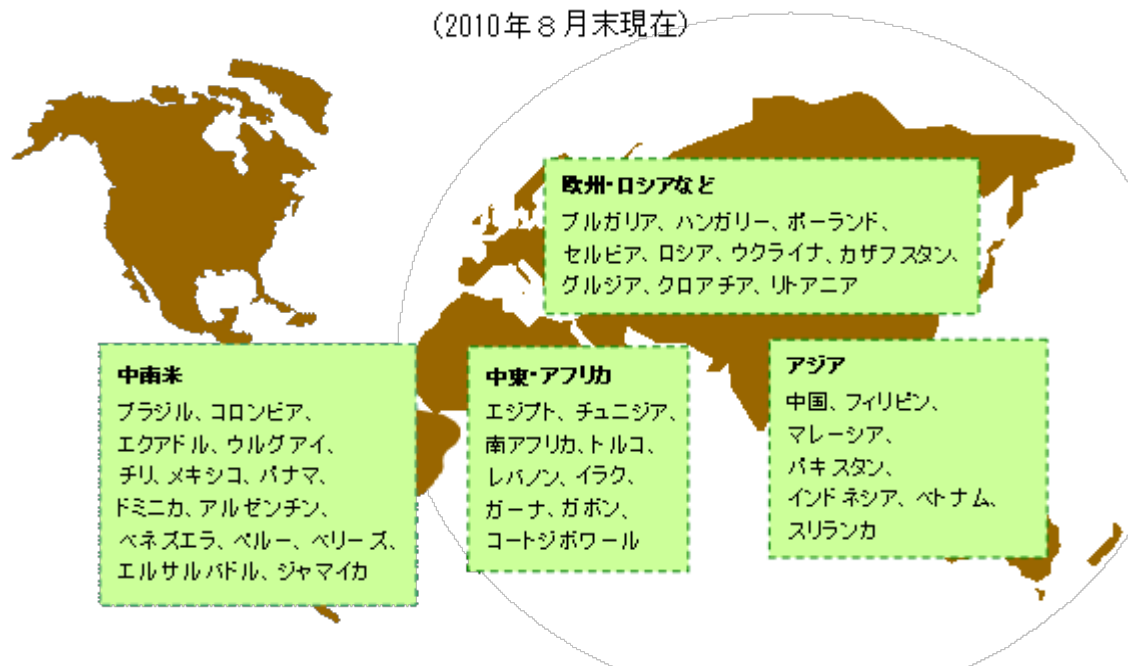 (2010年８月末現在)
欧州・ロシアなど
ブルガリア、ハンガリー、ポーランド、
セルビア、ロシア、ウクライナ、カザフスタン、
グルジア、クロアチア、リトアニア
中南米
ブラジル、コロンビア、
エクアドル、ウルグアイ、
チリ、メキシコ、パナマ、
ドミニカ、アルゼンチン、
ベネズエラ、ペルー、ベリーズ、
エルサルバドル、ジャマイカ
中東・アフリカ
エジプト、チュニジア、
南アフリカ、トルコ、
レバノン、イラク、
ガーナ、ガボン、
コートジボワール
アジア
中国、フィリピン、
マレーシア、
パキスタン、
インドネシア、ベトナム、
スリランカ